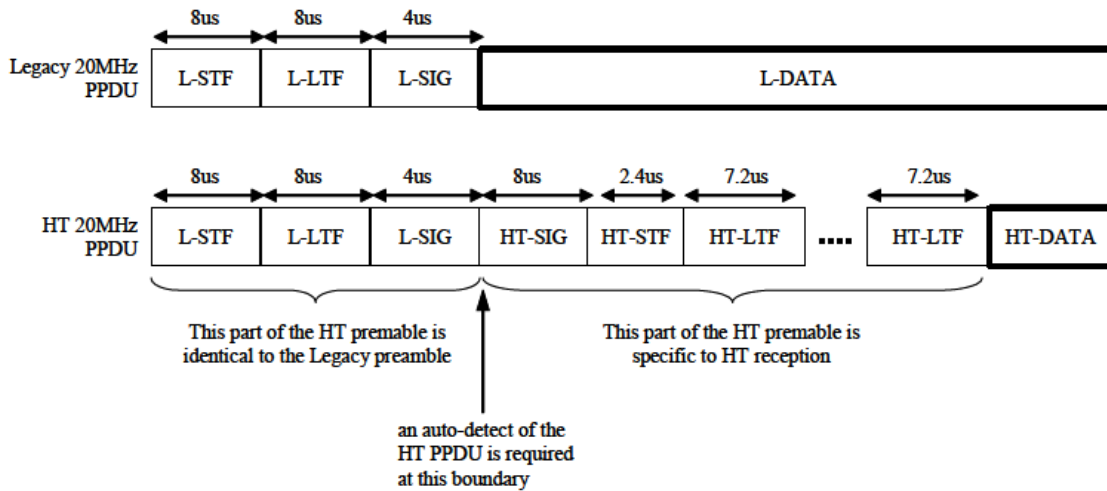 8us 8us 4us
Legacy 20MHz
PPDU
L-STF L-LTF L-SIG L-DATA
8us 8us 4us 8us 2.4us 7.2us 7.2us
HT 20MHz
PPDU
L-STF L-LTF L-SIG HT-SIG HT-STF HT-LTF HT-LTF HT-DATA
This part of the HT premable is
identical to the Legacy preamble
This part of the HT premable is
specific to HT reception
an auto-detect of the
HT PPDU is required
at this boundary